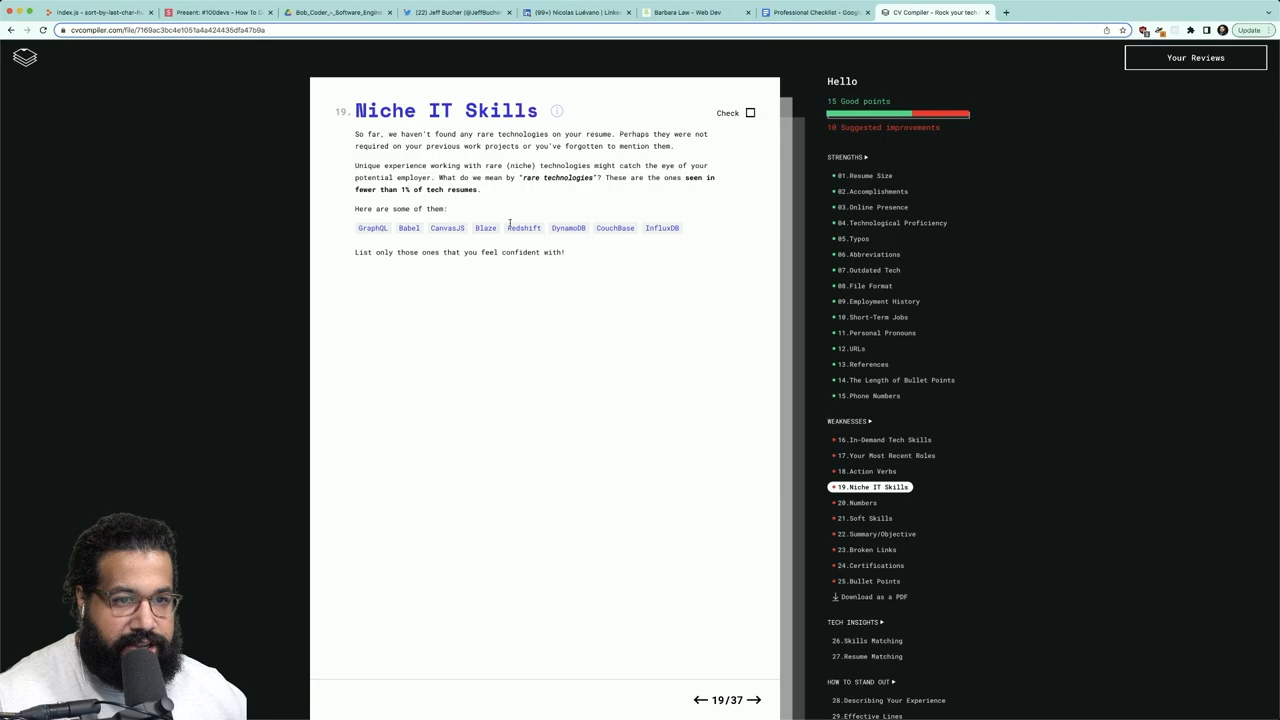 index.js - sort-by-last-char-h
Present: #100devs - How To G
Bob_Coder_-_Software_Engine
(22) Jeff Bucher (@JeffBuche
(99+) Nicolas Luévano | Linke
Barbara Law - Web Dev
Professional Checklist - Goog
CV Compiler - Rock your tech
cvcompiler.com/file/7169ac3bc4e1051a4a424435dfa47b9a
Update
Your Reviews
19. Niche IT Skills
Check
So far, we haven't found any rare technologies on your resume. Perhaps they were not
required on your previous work projects or you've forgotten to mention them.
Unique experience working with rare (niche) technologies might catch the eye of your
potential employer. What do we mean by "rare technologies"? These are the ones seen in
fewer than 1% of tech resumes.
Here are some of them:
GraphQL Babel CanvasJS Blaze Redshift DynamoDB CouchBase InfluxDB
List only those ones that you feel confident with!
19/37
Hello
15 Good points
10 Suggested improvements
STRENGTHS
01.Resume Size
02.Accomplishments
03.Online Presence
04.Technological Proficiency
05.Typos
06.Abbreviations
07.Outdated Tech
08.File Format
09.Employment History
10.Short-Term Jobs
11.Personal Pronouns
12.URLs
13.References
14.The Length of Bullet Points
15.Phone Numbers
WEAKNESSES
16.In-Demand Tech Skills
17.Your Most Recent Roles
18.Action Verbs
19.Niche IT Skills
20.Numbers
21.Soft Skills
22.Summary/Objective
23.Broken Links
24.Certifications
25.Bullet Points
Download as a PDF
TECH INSIGHTS
26.Skills Matching
27.Resume Matching
HOW TO STAND OUT
28.Describing Your Experience
29.Effective Lines